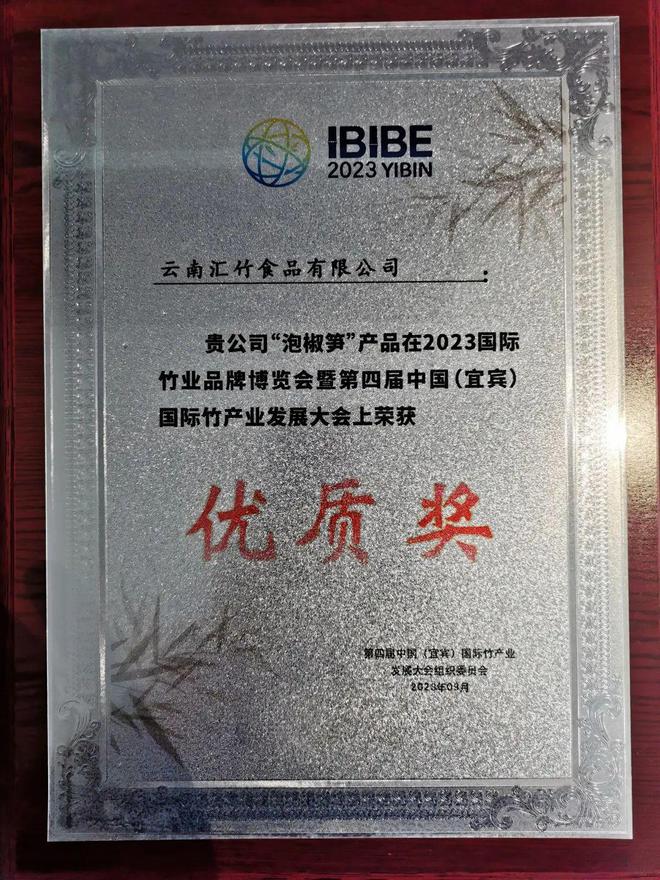 IBIBE
2023 YIBIN
云南汇竹食品有限公司：
贵公司“泡椒笋”产品在2023国际
竹业品牌博览会暨第四届中国（宜宾）
国际竹产业发展大会上荣获
优质奖
第四届中国（宜宾）国际竹产业
发展大会组织委员会
2023年03月